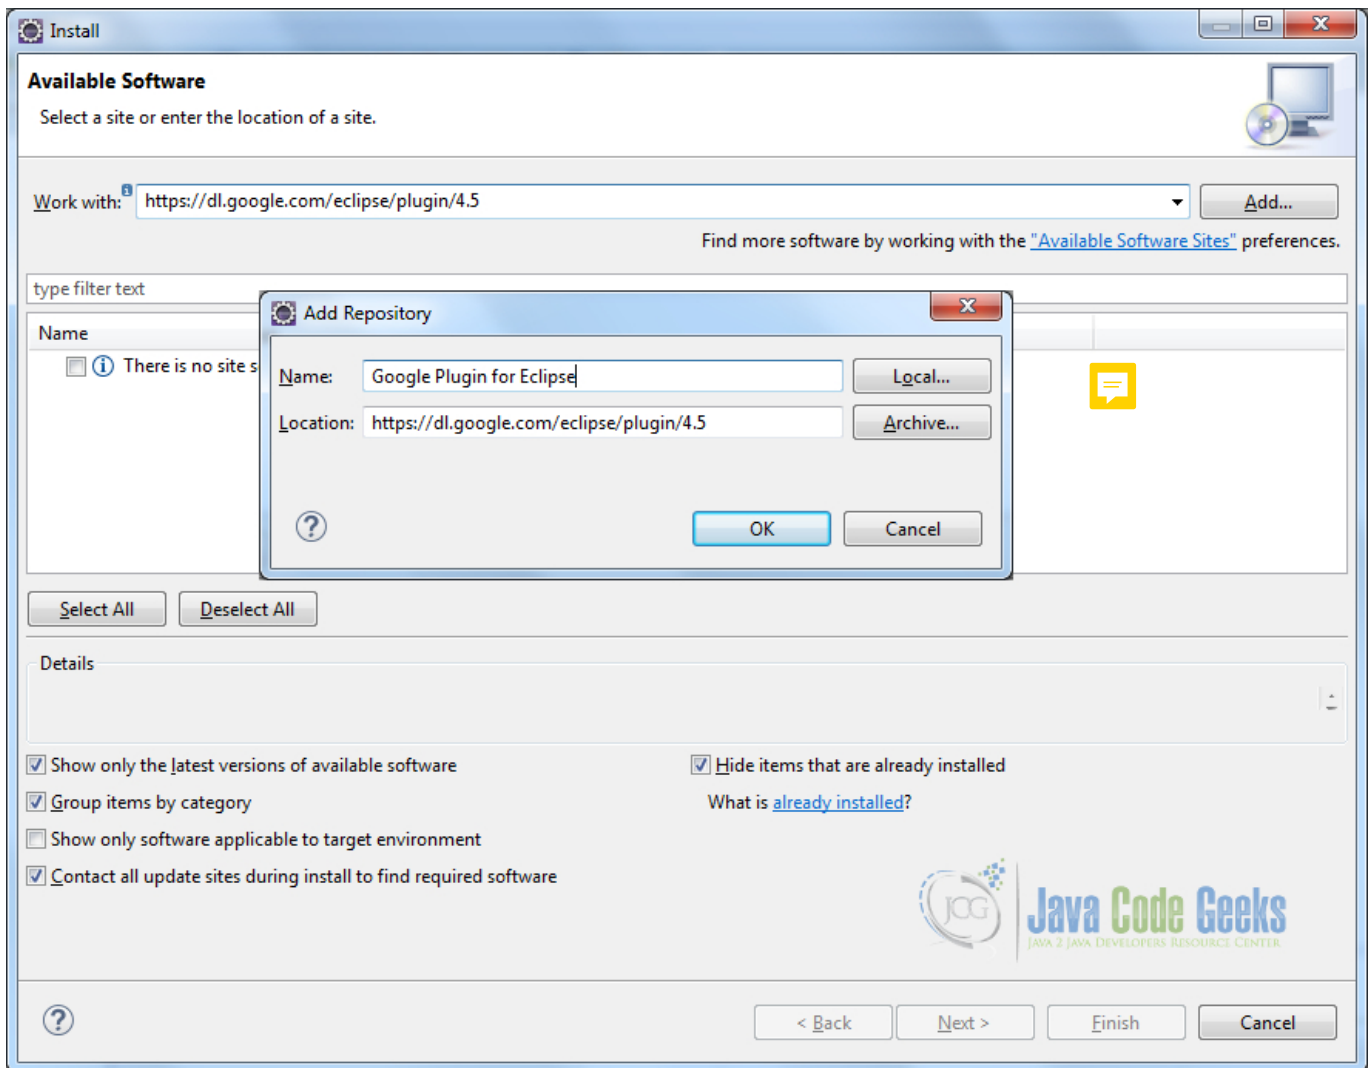 Install
Available Software
Select a site or enter the location of a site.
Work with: https://dl.google.com/eclipse/plugin/4.5 Add...
Find more software by working with the "Available Software Sites" preferences.
type filter text
Name
There is no site s
Add Repository
Name: Google Plugin for Eclipse Local...
Location: https://dl.google.com/eclipse/plugin/4.5 Archive...
OK Cancel
Select All Deselect All
Details
Show only the latest versions of available software Hide items that are already installed
Group items by category What is already installed?
Show only software applicable to target environment
Contact all update sites during install to find required software
JCG Java Code Geeks
JAVA 2 JAVA DEVELOPERS RESOURCE CENTER
< Back Next > Finish Cancel